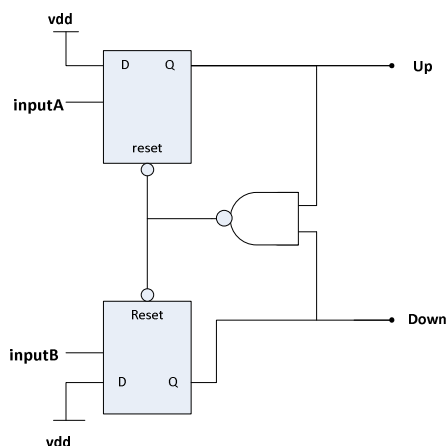 vdd
D Q Up
inputA
reset
Reset
Down
inputB
D Q
vdd